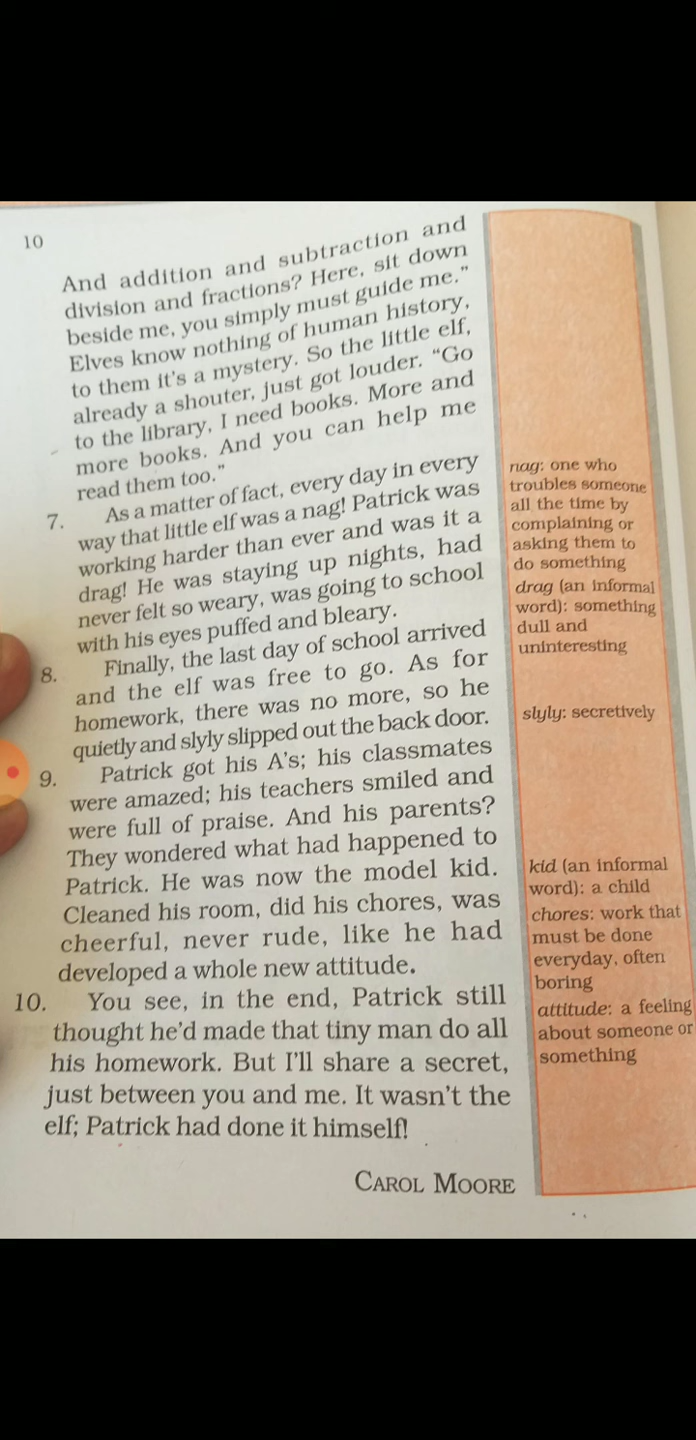 10
And addition and subtraction and
division and fractions? Here, sit down
beside me, you simply must guide me.”
Elves know nothing of human history,
to them it’s a mystery. So the little elf,
already a shouter, just got louder. “Go
to the library, I need books. More and
more books. And you can help me
read them too.”
7. As a matter of fact, every day in every
way that little elf was a nag! Patrick was
working harder than ever and was it a
drag! He was staying up nights, had
never felt so weary, was going to school
with his eyes puffed and bleary.
8. Finally, the last day of school arrived
and the elf was free to go. As for
homework, there was no more, so he
quietly and slyly slipped out the back door.
9. Patrick got his A’s; his classmates
were amazed; his teachers smiled and
were full of praise. And his parents?
They wondered what had happened to
Patrick. He was now the model kid.
Cleaned his room, did his chores, was
cheerful, never rude, like he had
developed a whole new attitude.
10. You see, in the end, Patrick still
thought he’d made that tiny man do all
his homework. But I’ll share a secret,
just between you and me. It wasn’t the
elf; Patrick had done it himself!
CAROL MOORE
nag: one who
troubles someone
all the time by
complaining or
asking them to
do something
drag (an informal
word): something
dull and
uninteresting
slyly: secretively
kid (an informal
word): a child
chores: work that
must be done
everyday, often
boring
attitude: a feeling
about someone or
something